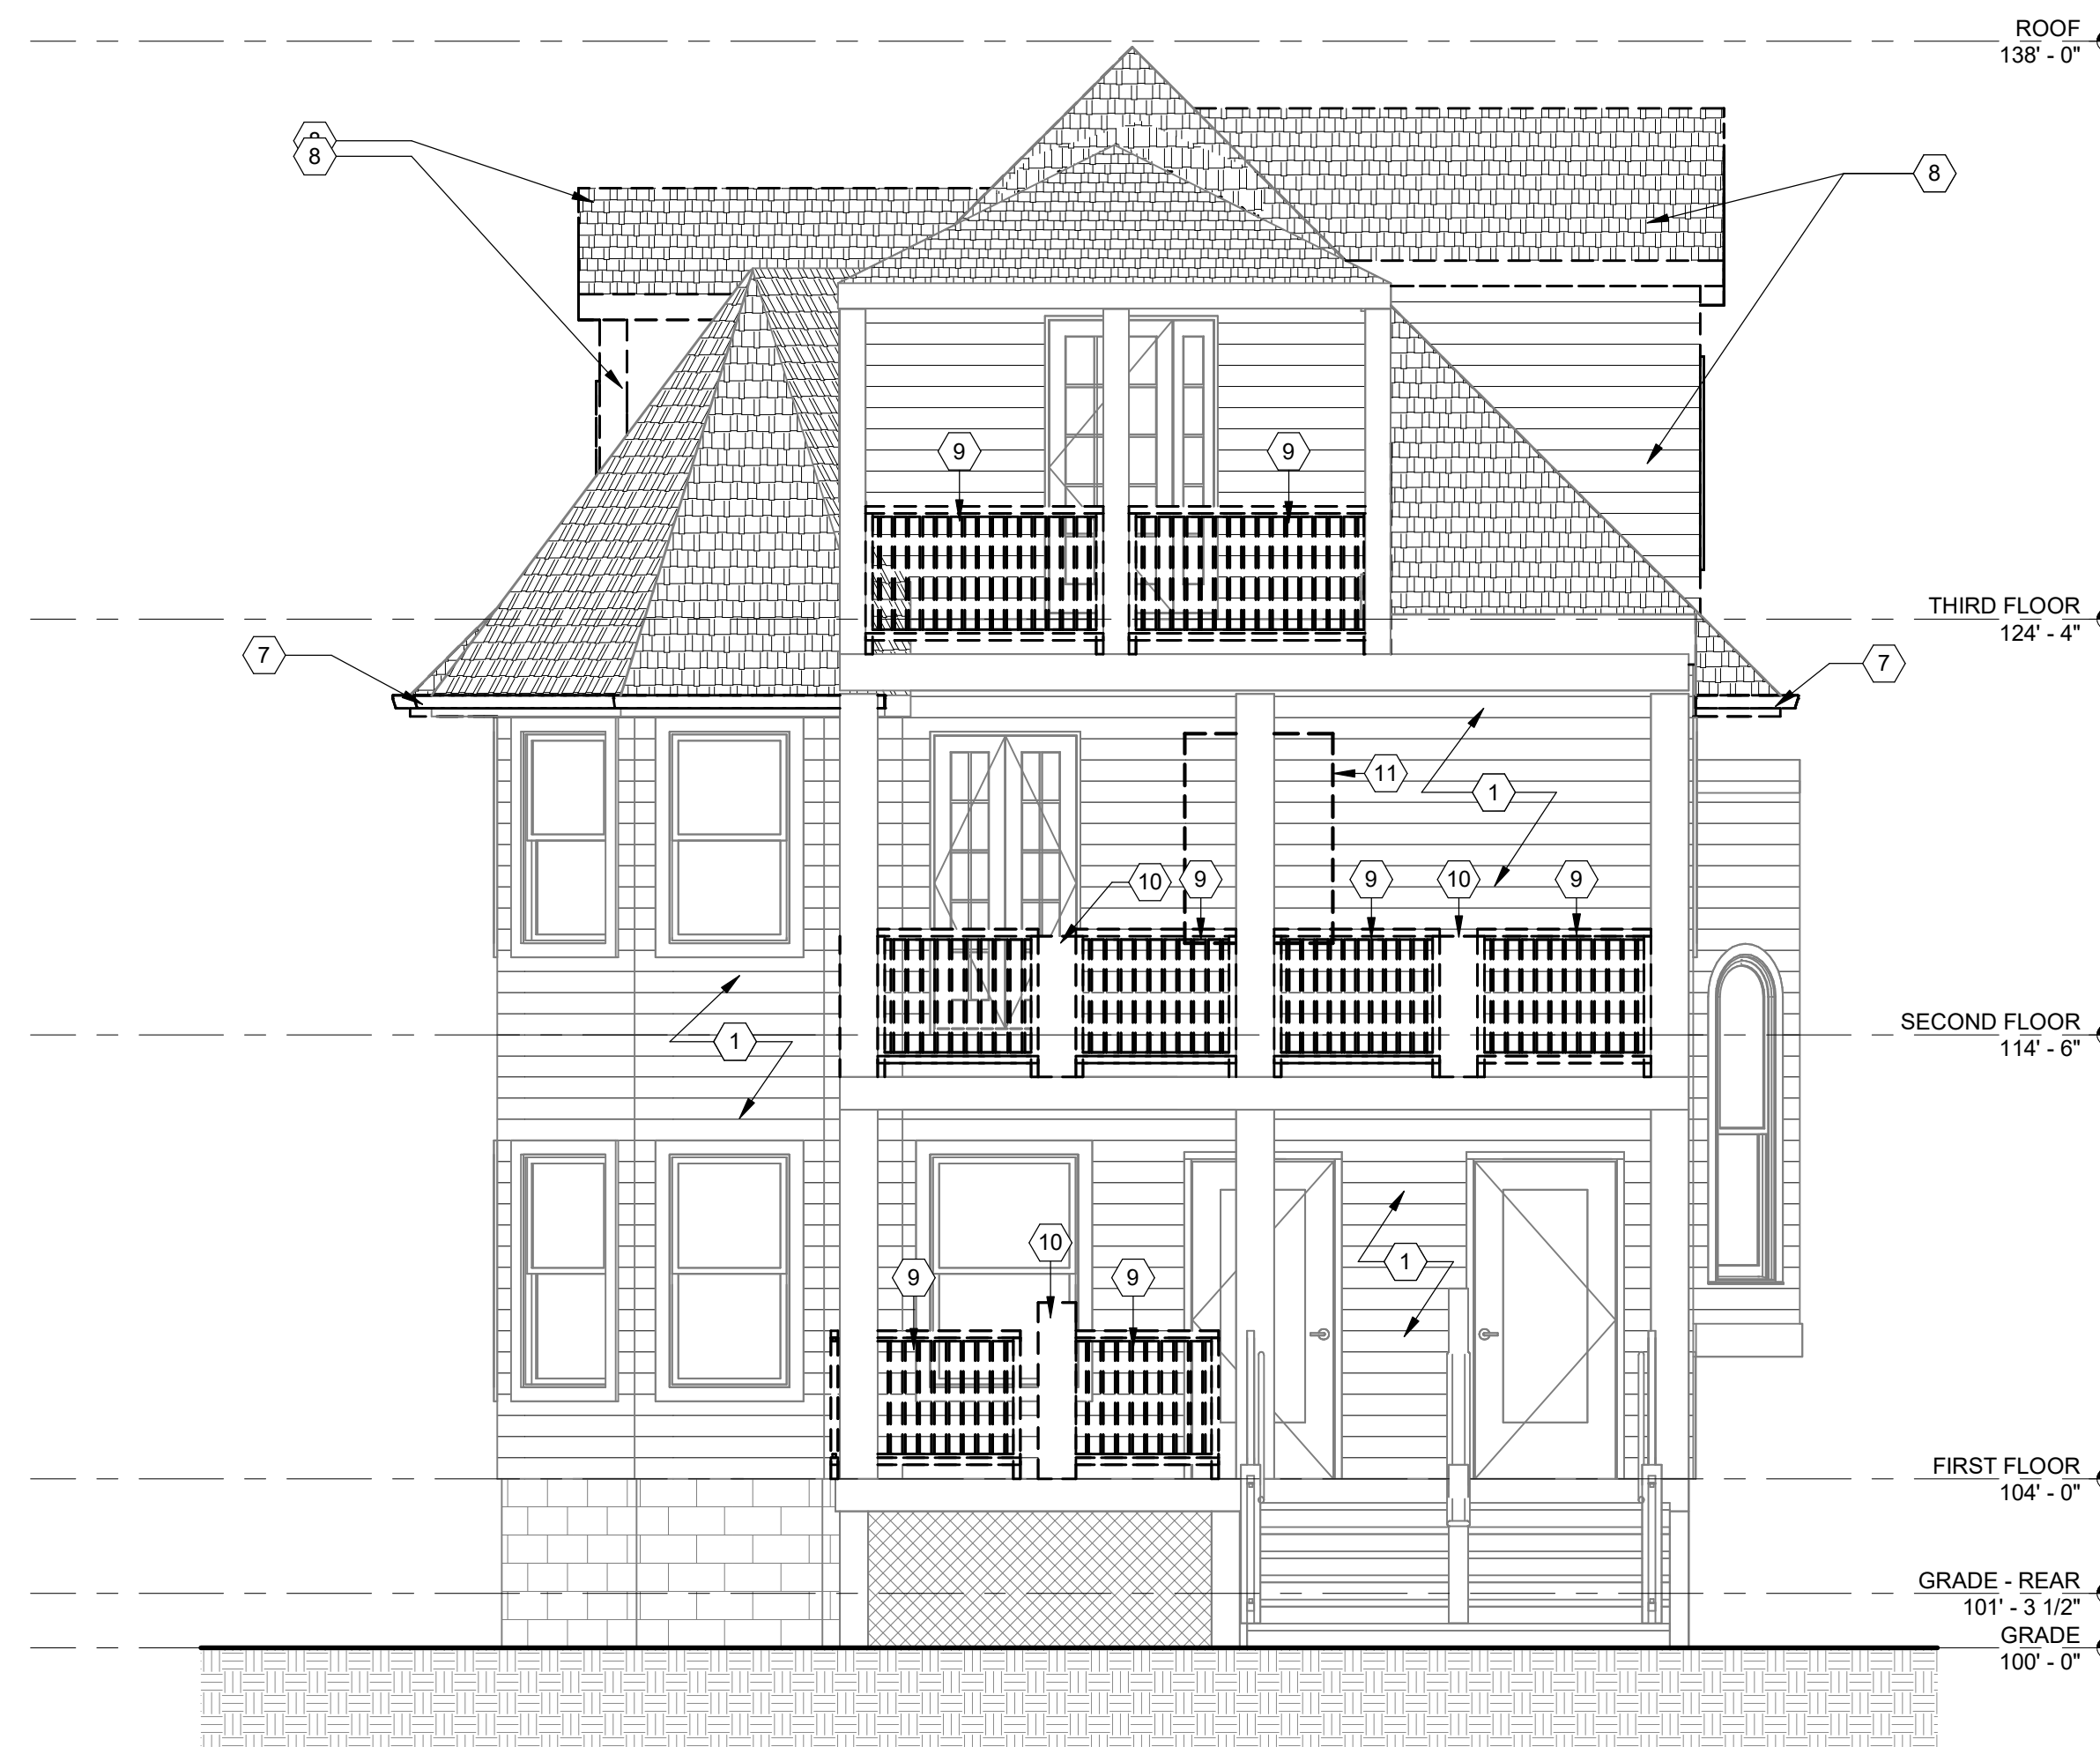 ROOF
138' - 0"
8
8
9
9
THIRD FLOOR
124' - 4"
7
7
11
1
10
9
9
10
9
SECOND FLOOR
114' - 6"
1
10
1
9
9
FIRST FLOOR
104' - 0"
GRADE - REAR
101' - 3 1/2"
GRADE
100' - 0"